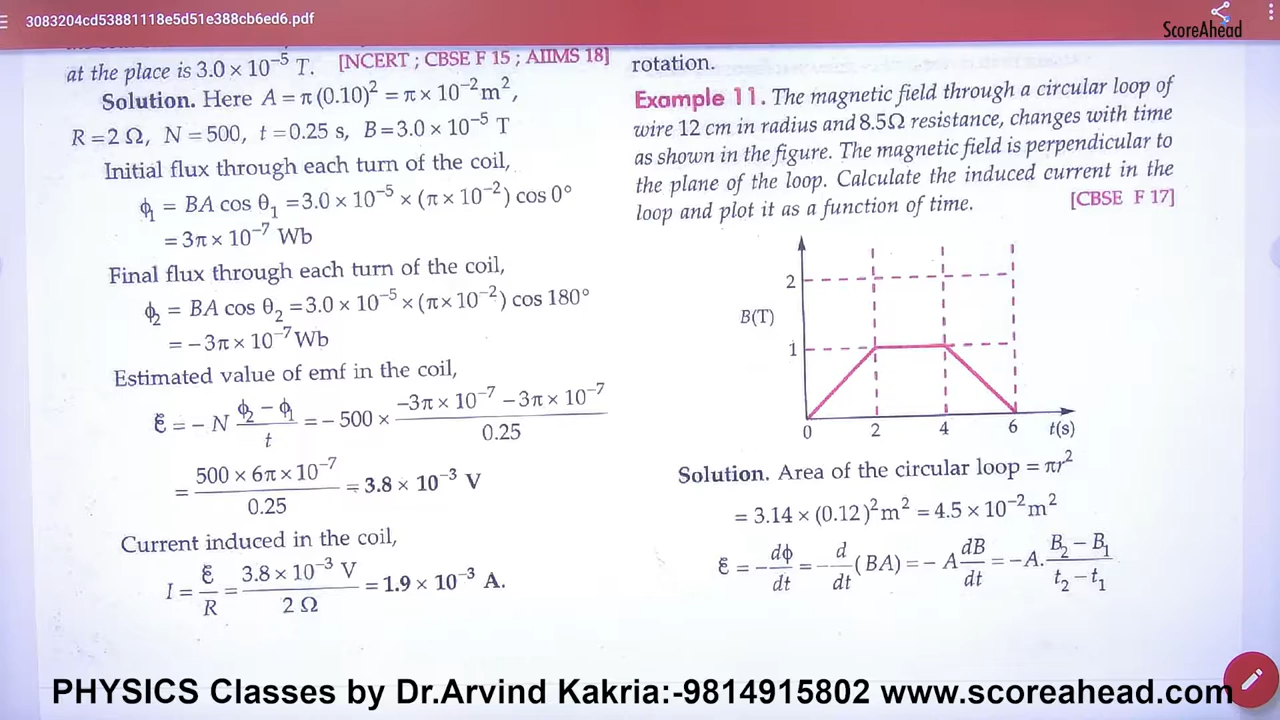 3083204cd53881118e5d51e388cb6ed6.pdf
ScoreAhead
at the place is 3.0 × 10⁻⁵ T. [NCERT ; CBSE F 15 ; AIIMS 18]
Solution. Here A = π (0.10)² = π × 10⁻² m²,
R = 2 Ω, N = 500, t = 0.25 s, B = 3.0 × 10⁻⁵ T
Initial flux through each turn of the coil,
ϕ₁ = BA cos θ₁ = 3.0 × 10⁻⁵ × (π × 10⁻²) cos 0°
= 3π × 10⁻⁷ Wb
Final flux through each turn of the coil,
ϕ₂ = BA cos θ₂ = 3.0 × 10⁻⁵ × (π × 10⁻²) cos 180°
= − 3π × 10⁻⁷ Wb
Estimated value of emf in the coil,
ℰ = − N (ϕ₂ − ϕ₁)/t = − 500 × (−3π × 10⁻⁷ − 3π × 10⁻⁷)/0.25
= (500 × 6π × 10⁻⁷)/0.25 = 3.8 × 10⁻³ V
Current induced in the coil,
I = ℰ/R = (3.8 × 10⁻³ V)/(2 Ω) = 1.9 × 10⁻³ A.
rotation.
Example 11. The magnetic field through a circular loop of
wire 12 cm in radius and 8.5Ω resistance, changes with time
as shown in the figure. The magnetic field is perpendicular to
the plane of the loop. Calculate the induced current in the
loop and plot it as a function of time. [CBSE F 17]
2
B(T)
1
0 2 4 6 t(s)
Solution. Area of the circular loop = πr²
= 3.14 × (0.12)² m² = 4.5 × 10⁻² m²
ℰ = − dϕ/dt = − d/dt (BA) = − A dB/dt = −A. (B₂ − B₁)/(t₂ − t₁)
PHYSICS Classes by Dr.Arvind Kakria:-9814915802 www.scoreahead.com